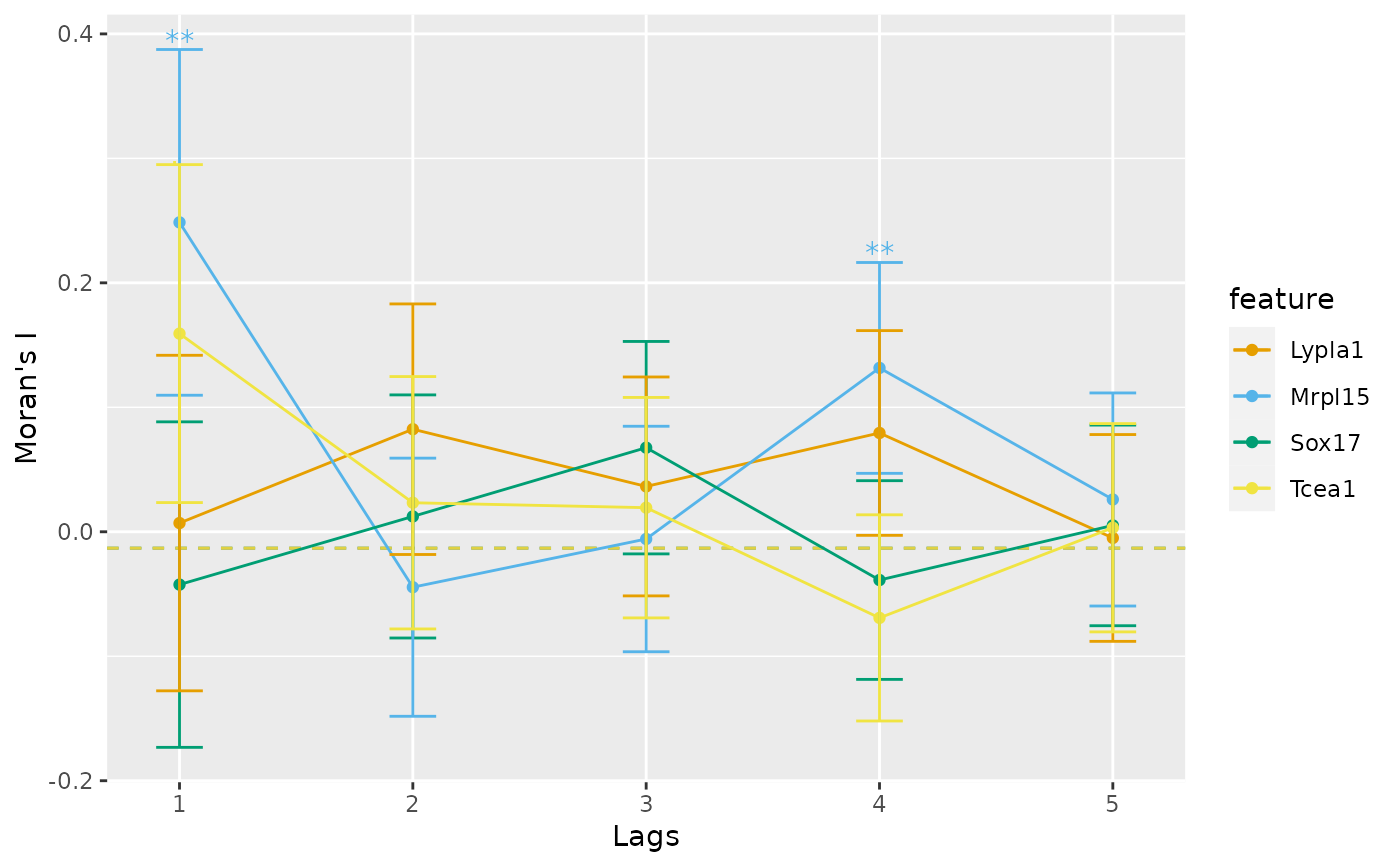 **
**
0.4
0.2
0.0
-0.2
Moran's I
1 2 3 4 5
Lags
feature
Lypla1
Mrpl15
Sox17
Tcea1